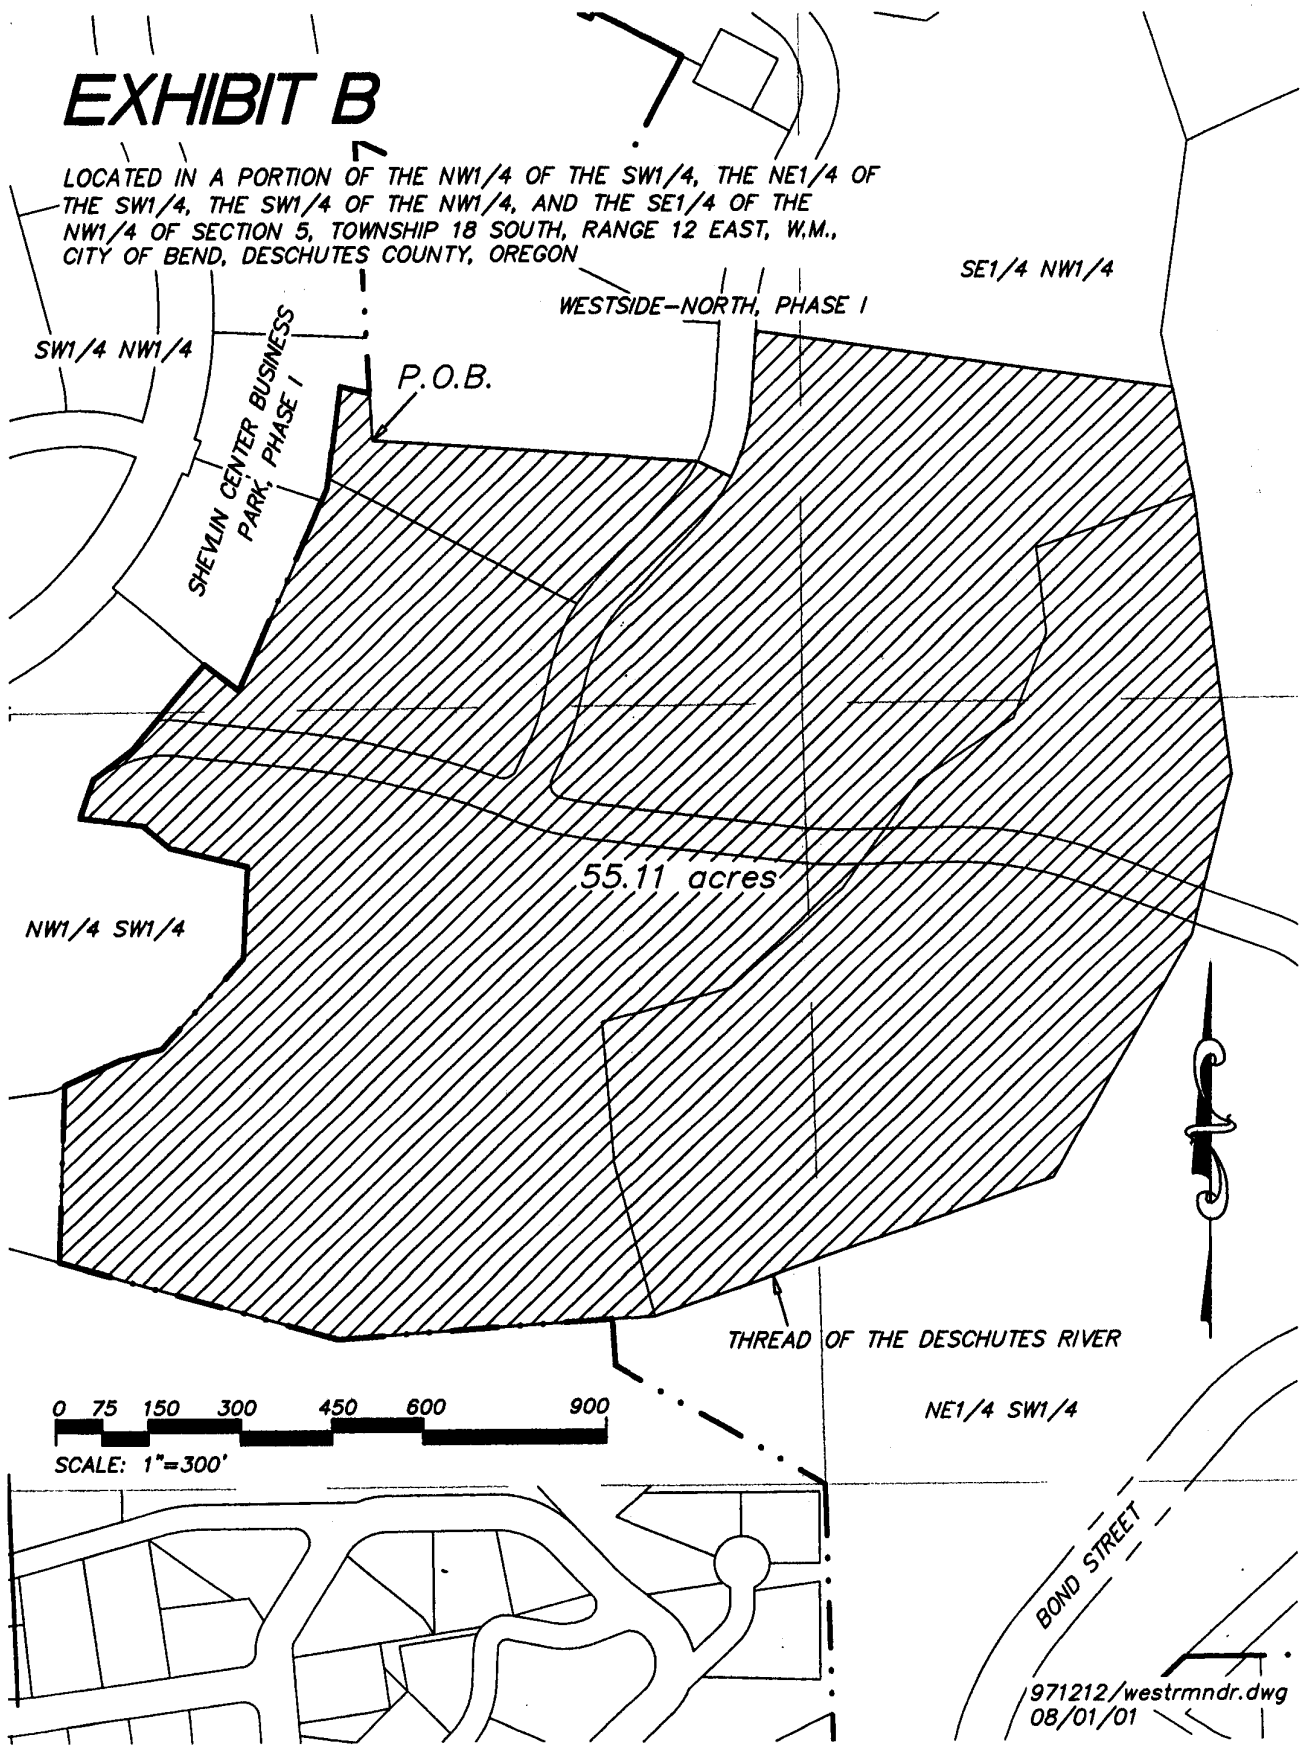 EXHIBIT B
LOCATED IN A PORTION OF THE NW1/4 OF THE SW1/4, THE NE1/4 OF
THE SW1/4, THE SW1/4 OF THE NW1/4, AND THE SE1/4 OF THE
NW1/4 OF SECTION 5, TOWNSHIP 18 SOUTH, RANGE 12 EAST, W.M.,
CITY OF BEND, DESCHUTES COUNTY, OREGON
SE1/4 NW1/4
WESTSIDE-NORTH, PHASE I
SW1/4 NW1/4
SHEVLIN CENTER BUSINESS
PARK, PHASE I
P.O.B.
55.11 acres
NW1/4 SW1/4
THREAD OF THE DESCHUTES RIVER
NE1/4 SW1/4
0 75 150 300 450 600 900
SCALE: 1"=300'
BOND STREET
971212/westrmndr.dwg
08/01/01